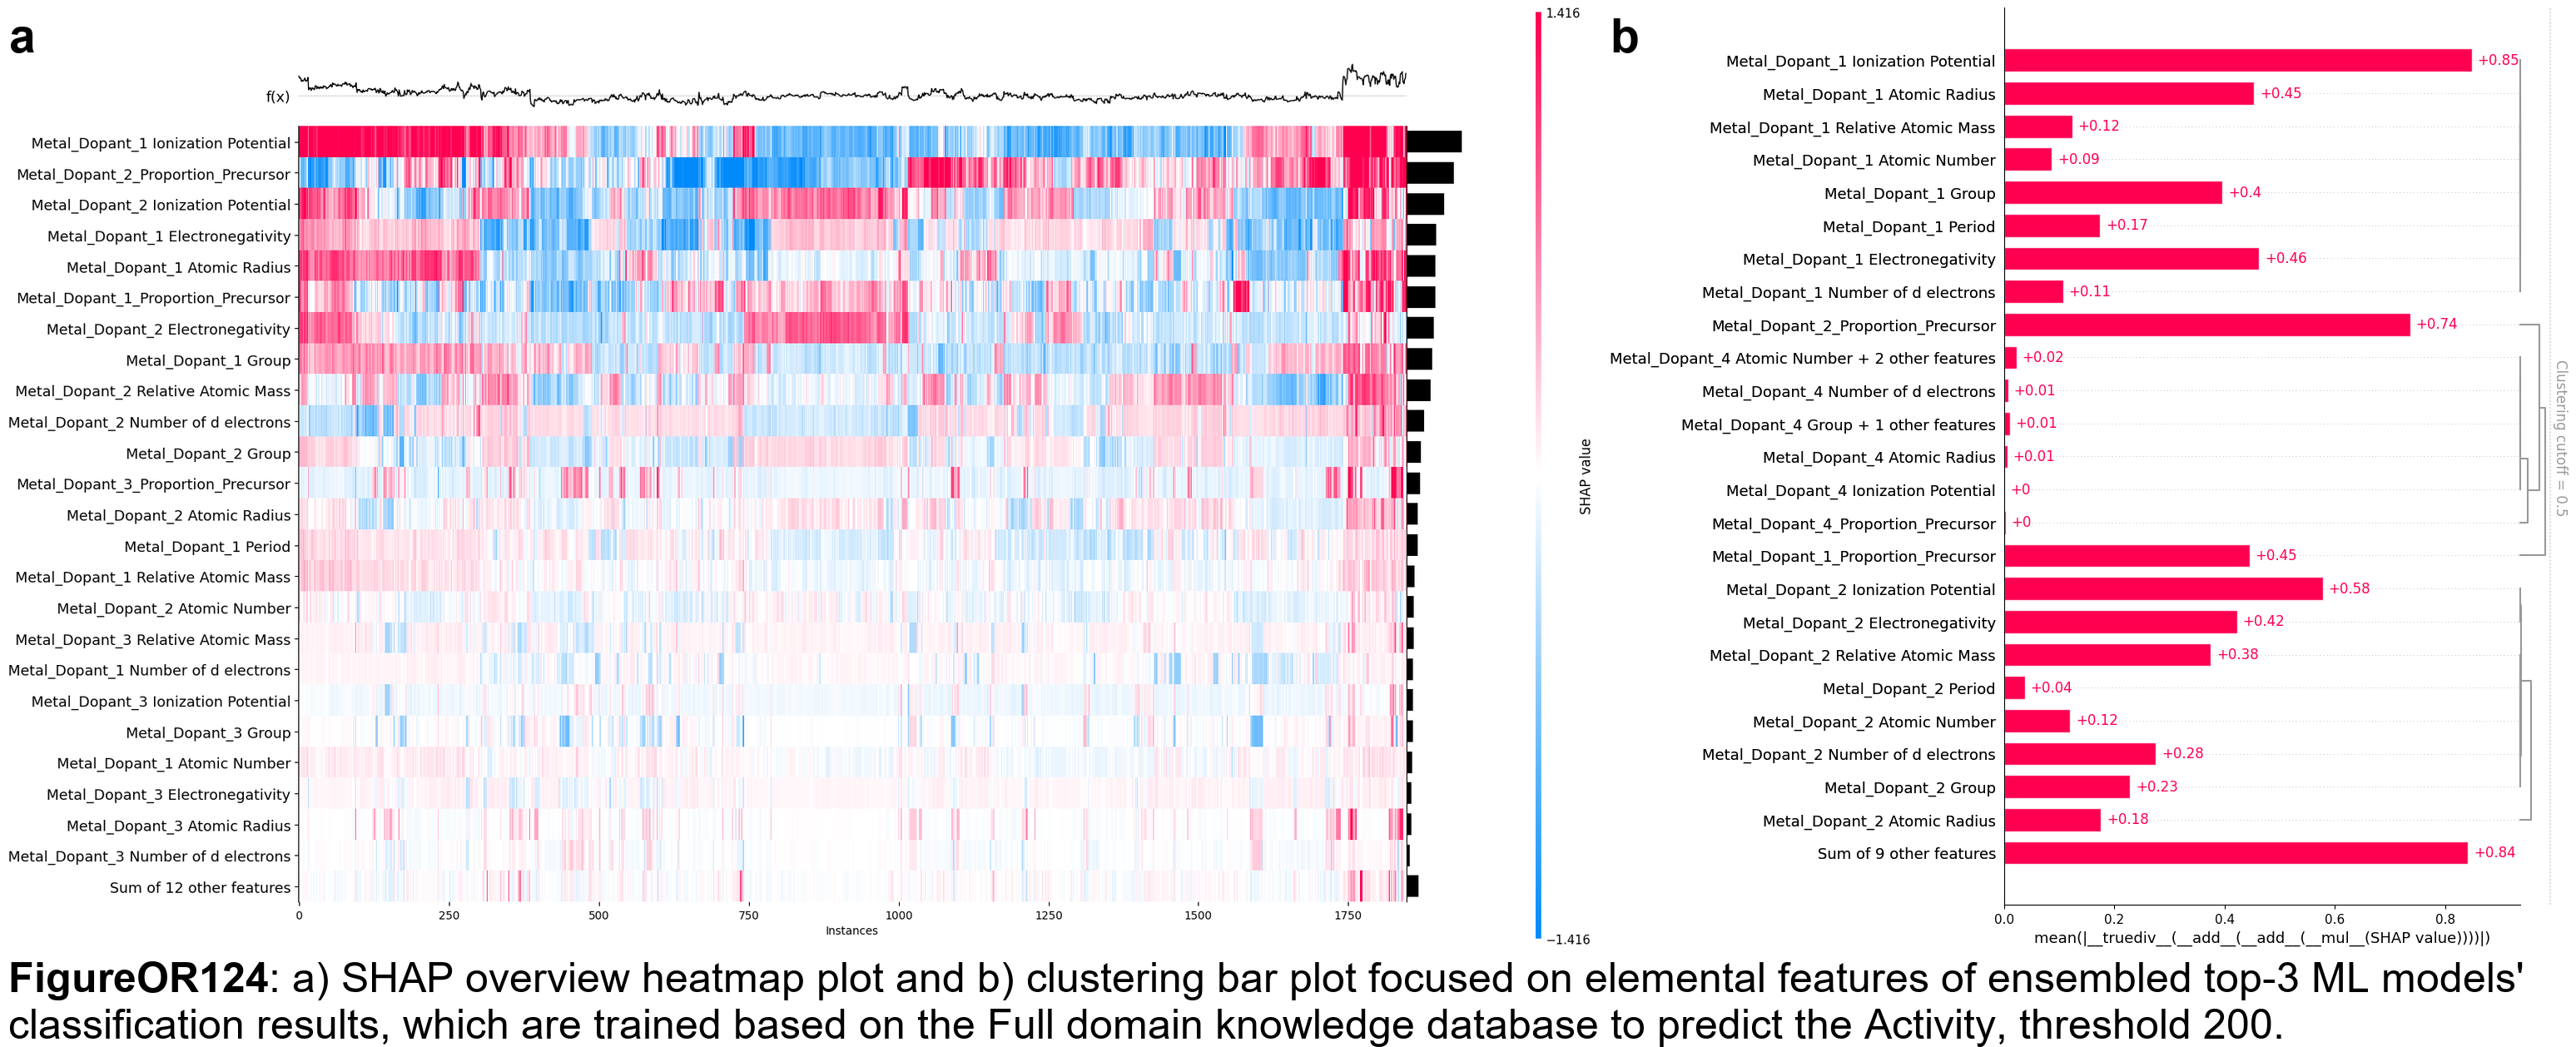 a
f(x)
Metal_Dopant_1 Ionization Potential
Metal_Dopant_2_Proportion_Precursor
Metal_Dopant_2 Ionization Potential
Metal_Dopant_1 Electronegativity
Metal_Dopant_1 Atomic Radius
Metal_Dopant_1_Proportion_Precursor
Metal_Dopant_2 Electronegativity
Metal_Dopant_1 Group
Metal_Dopant_2 Relative Atomic Mass
Metal_Dopant_2 Number of d electrons
Metal_Dopant_2 Group
Metal_Dopant_3_Proportion_Precursor
Metal_Dopant_2 Atomic Radius
Metal_Dopant_1 Period
Metal_Dopant_1 Relative Atomic Mass
Metal_Dopant_2 Atomic Number
Metal_Dopant_3 Relative Atomic Mass
Metal_Dopant_1 Number of d electrons
Metal_Dopant_3 Ionization Potential
Metal_Dopant_3 Group
Metal_Dopant_1 Atomic Number
Metal_Dopant_3 Electronegativity
Metal_Dopant_3 Atomic Radius
Metal_Dopant_3 Number of d electrons
Sum of 12 other features
0 250 500 750 1000 1250 1500 1750
Instances
1.416
SHAP value
−1.416
b
Metal_Dopant_1 Ionization Potential +0.85
Metal_Dopant_1 Atomic Radius +0.45
Metal_Dopant_1 Relative Atomic Mass +0.12
Metal_Dopant_1 Atomic Number +0.09
Metal_Dopant_1 Group +0.4
Metal_Dopant_1 Period +0.17
Metal_Dopant_1 Electronegativity +0.46
Metal_Dopant_1 Number of d electrons +0.11
Metal_Dopant_2_Proportion_Precursor +0.74
Metal_Dopant_4 Atomic Number + 2 other features +0.02
Metal_Dopant_4 Number of d electrons +0.01
Metal_Dopant_4 Group + 1 other features +0.01
Metal_Dopant_4 Atomic Radius +0.01
Metal_Dopant_4 Ionization Potential +0
Metal_Dopant_4_Proportion_Precursor +0
Metal_Dopant_1_Proportion_Precursor +0.45
Metal_Dopant_2 Ionization Potential +0.58
Metal_Dopant_2 Electronegativity +0.42
Metal_Dopant_2 Relative Atomic Mass +0.38
Metal_Dopant_2 Period +0.04
Metal_Dopant_2 Atomic Number +0.12
Metal_Dopant_2 Number of d electrons +0.28
Metal_Dopant_2 Group +0.23
Metal_Dopant_2 Atomic Radius +0.18
Sum of 9 other features +0.84
Clustering cutoff = 0.5
0.0 0.2 0.4 0.6 0.8
mean(|__truediv__(__add__(__add__(__mul__(SHAP value))))|)
FigureOR124: a) SHAP overview heatmap plot and b) clustering bar plot focused on elemental features of ensembled top-3 ML models'
classification results, which are trained based on the Full domain knowledge database to predict the Activity, threshold 200.